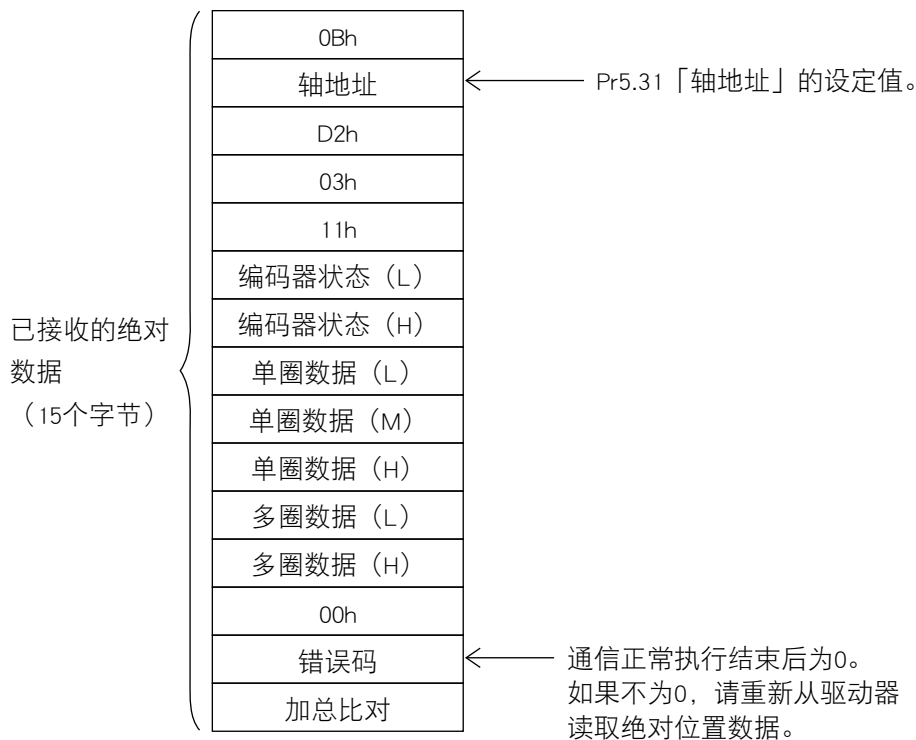 0Bh
轴地址
Pr5.31「轴地址」的设定值。
D2h
03h
11h
编码器状态（L）
编码器状态（H）
已接收的绝对
数据
（15个字节）
单圈数据（L）
单圈数据（M）
单圈数据（H）
多圈数据（L）
多圈数据（H）
00h
错误码
通信正常执行结束后为0。
如果不为0，请重新从驱动器
读取绝对位置数据。
加总比对